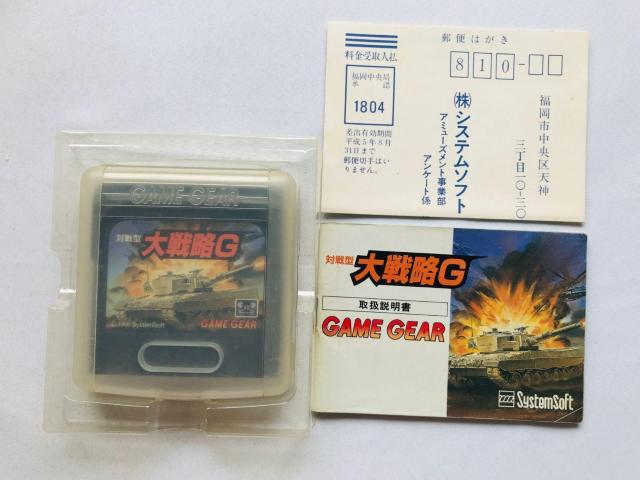 GAME GEAR
対戦型
大戦略G
SystemSoft
GAME GEAR
郵便はがき
810-
料金受取人払
福岡中央局
承認
1804
差出有効期間
平成5年8月
31日まで
郵便切手はい
りません。
福岡市中央区天神
三丁目一〇-三〇
㈱システムソフト
アミューズメント事業部
アンケート係
対戦型
大戦略G
取扱説明書
GAME GEAR
SystemSoft